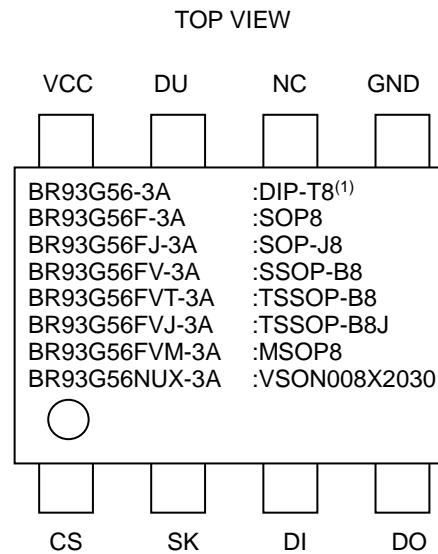 TOP VIEW
VCC DU NC GND
BR93G56-3A :DIP-T8(1)
BR93G56F-3A :SOP8
BR93G56FJ-3A :SOP-J8
BR93G56FV-3A :SSOP-B8
BR93G56FVT-3A :TSSOP-B8
BR93G56FVJ-3A :TSSOP-B8J
BR93G56FVM-3A :MSOP8
BR93G56NUX-3A :VSON008X2030
CS SK DI DO